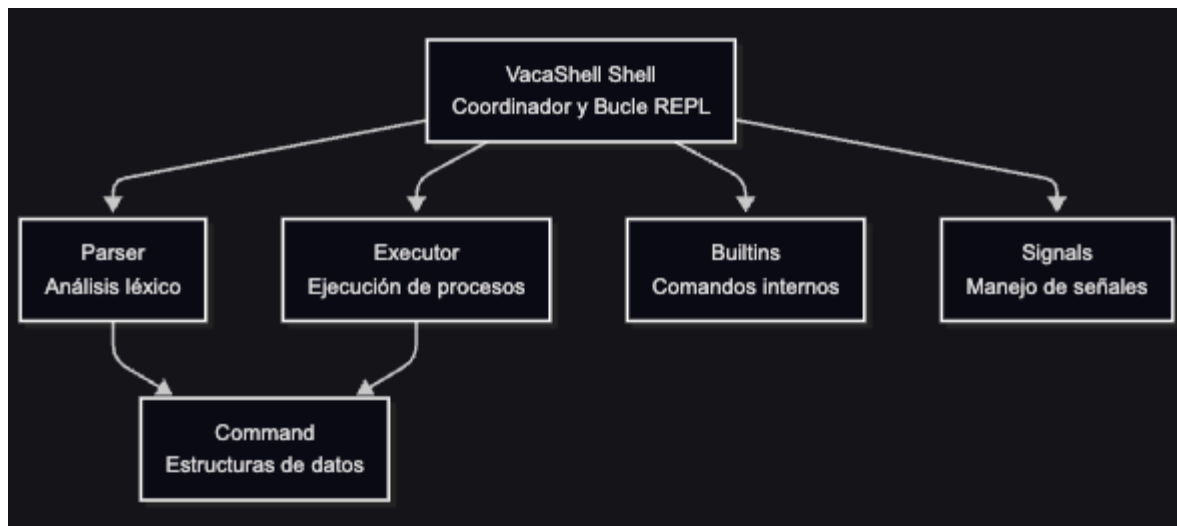 VacaShell Shell
Coordinador y Bucle REPL
Parser
Análisis léxico
Executor
Ejecución de procesos
Builtins
Comandos internos
Signals
Manejo de señales
Command
Estructuras de datos